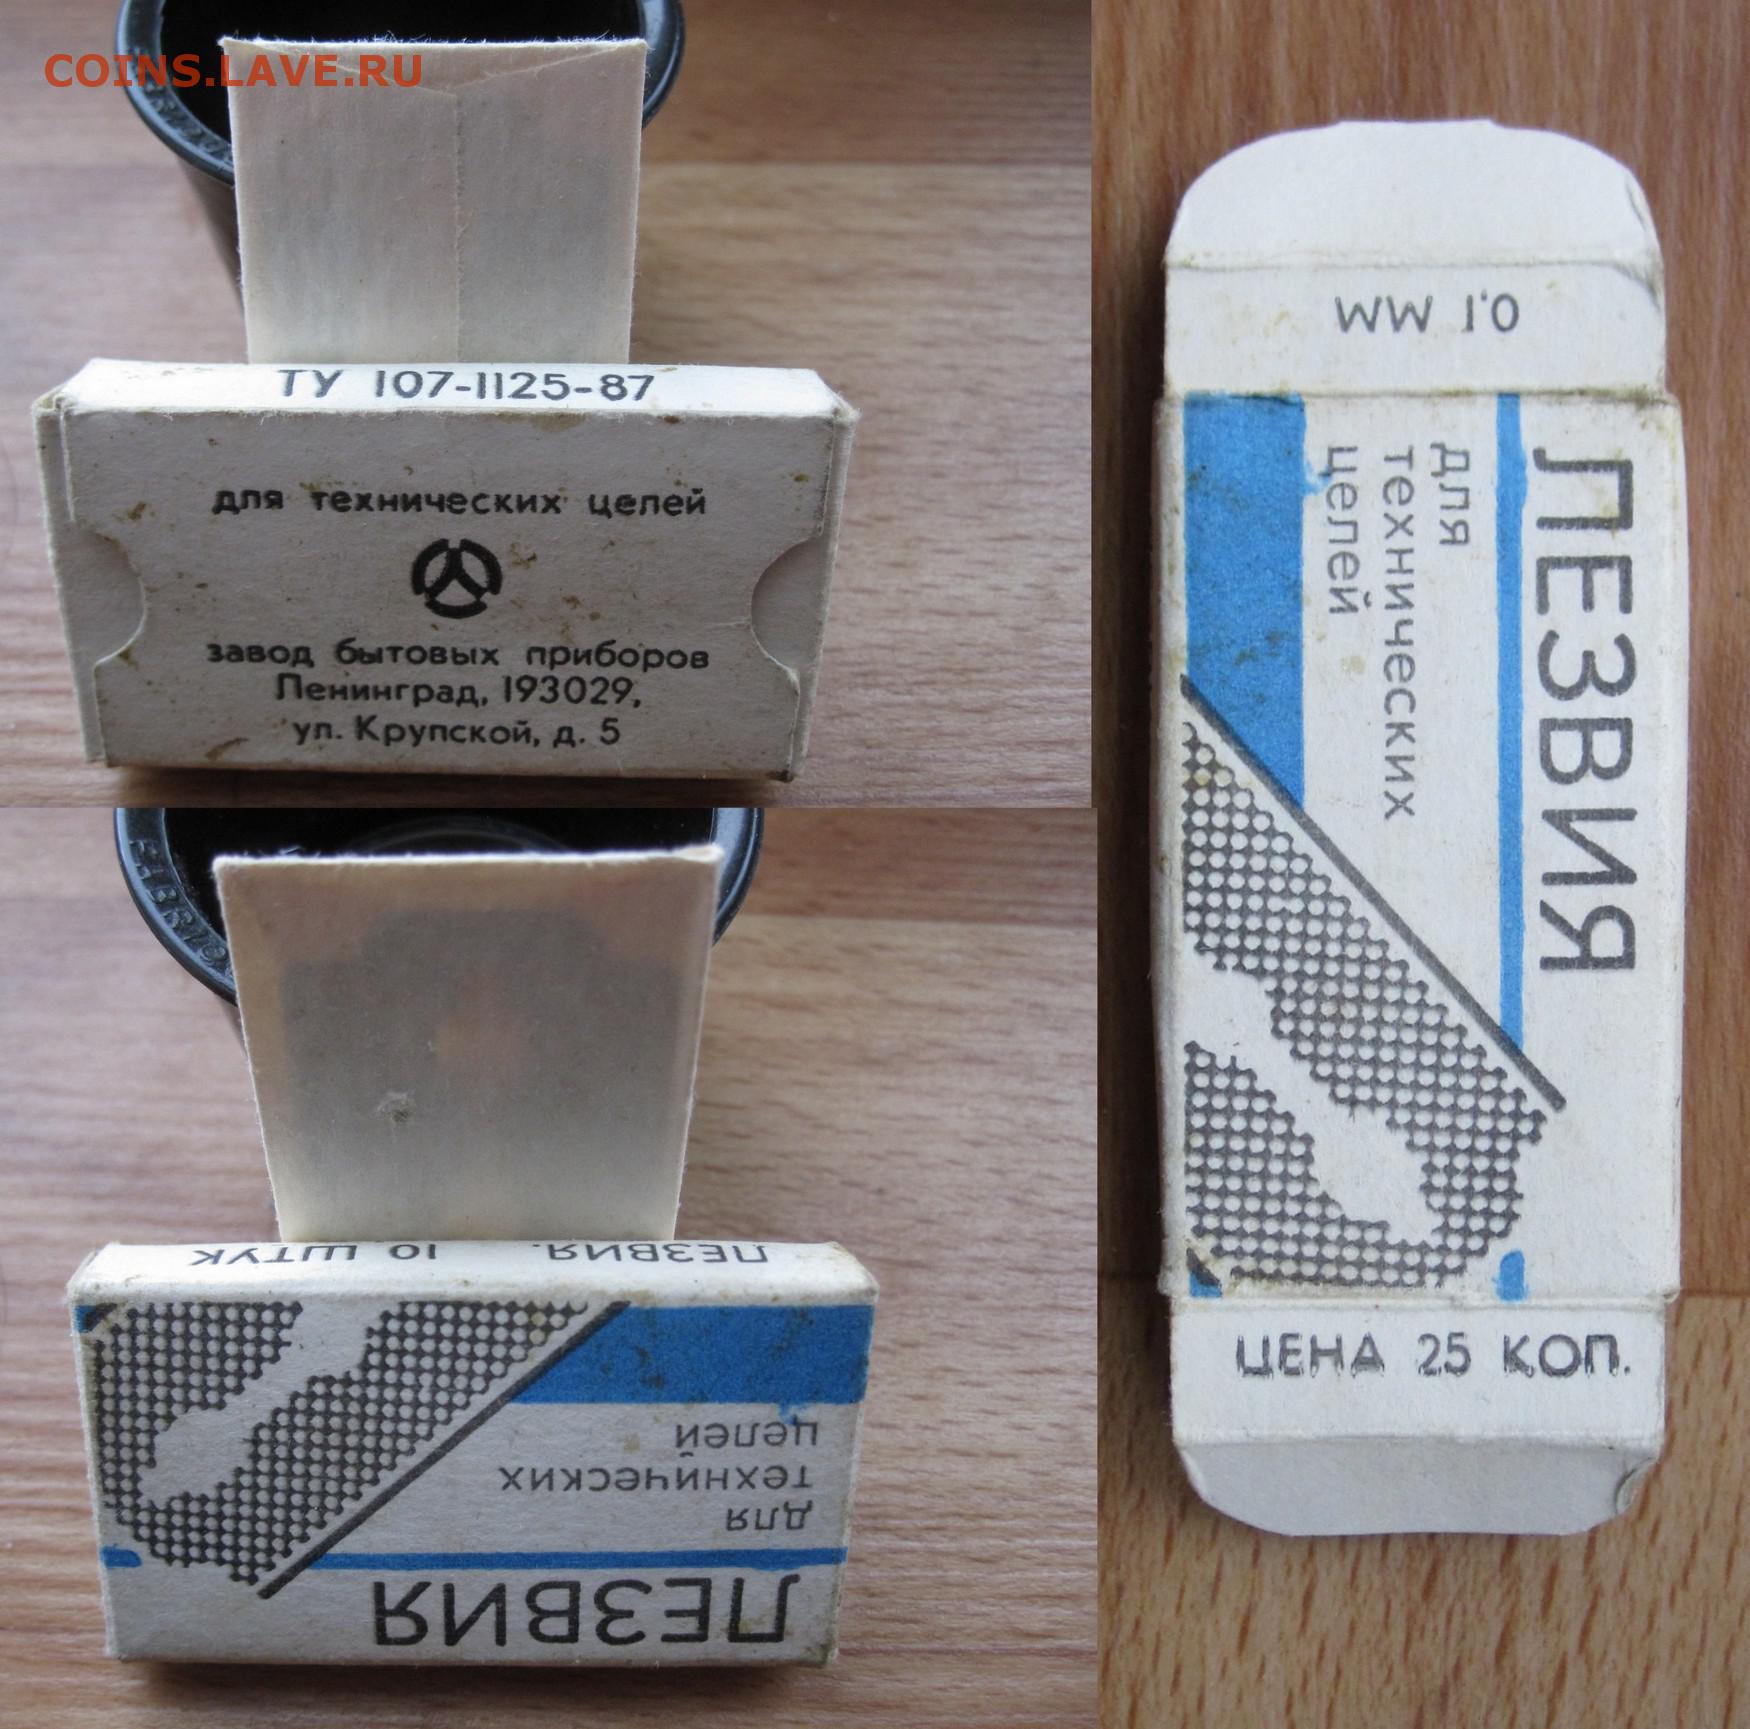 COINS.LAVE.RU
ТУ 107-1125-87
для технических целей
завод бытовых приборов
Ленинград, 193029,
ул. Крупской, д. 5
ЛЕЗВИЯ. 10 ШТУК
ЛЕЗВИЯ
для
технических
целей
0,1 ММ
ЛЕЗВИЯ
для
технических
целей
ЦЕНА 25 КОП.